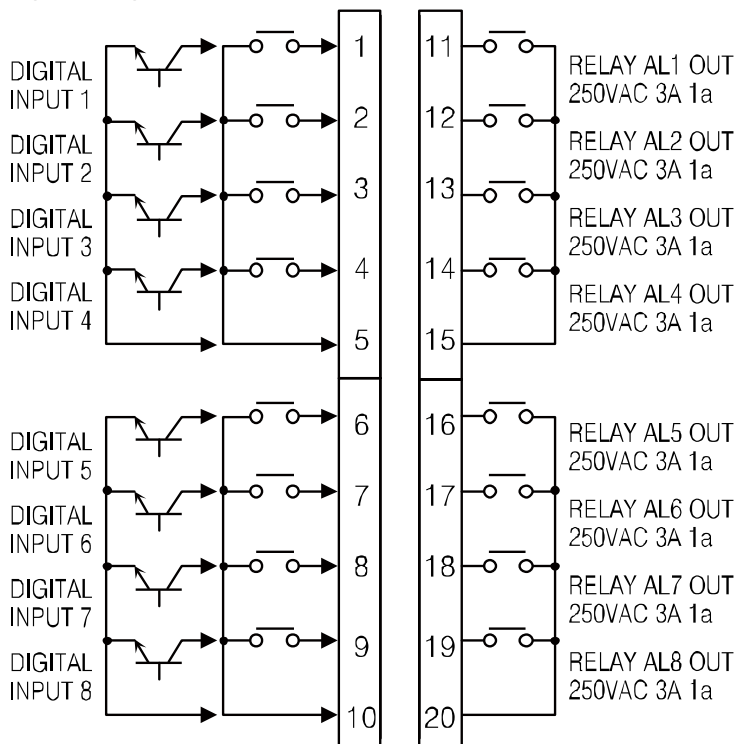 DIGITAL
INPUT 1
DIGITAL
INPUT 2
DIGITAL
INPUT 3
DIGITAL
INPUT 4
1
2
3
4
5
11
12
13
14
15
RELAY AL1 OUT
250VAC 3A 1a
RELAY AL2 OUT
250VAC 3A 1a
RELAY AL3 OUT
250VAC 3A 1a
RELAY AL4 OUT
250VAC 3A 1a
DIGITAL
INPUT 5
DIGITAL
INPUT 6
DIGITAL
INPUT 7
DIGITAL
INPUT 8
6
7
8
9
10
16
17
18
19
20
RELAY AL5 OUT
250VAC 3A 1a
RELAY AL6 OUT
250VAC 3A 1a
RELAY AL7 OUT
250VAC 3A 1a
RELAY AL8 OUT
250VAC 3A 1a